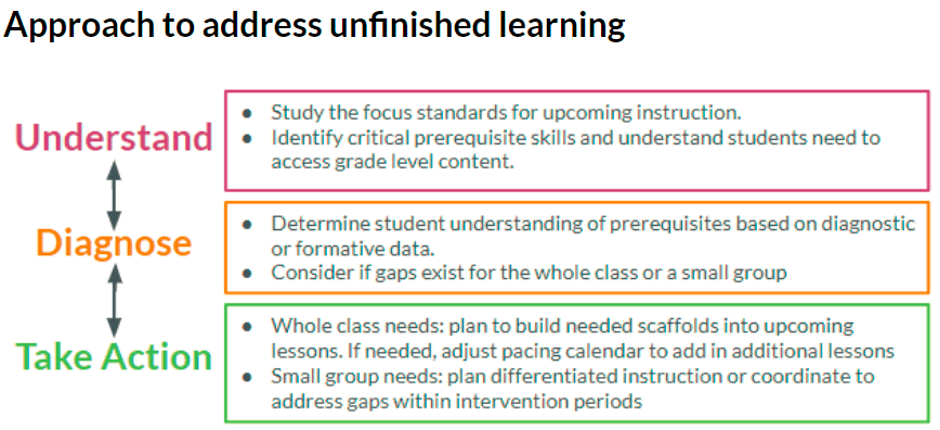 Approach to address unfinished learning
Understand
● Study the focus standards for upcoming instruction.
● Identify critical prerequisite skills and understand students need to
access grade level content.
Diagnose
● Determine student understanding of prerequisites based on diagnostic
or formative data.
● Consider if gaps exist for the whole class or a small group
Take Action
● Whole class needs: plan to build needed scaffolds into upcoming
lessons. If needed, adjust pacing calendar to add in additional lessons
● Small group needs: plan differentiated instruction or coordinate to
address gaps within intervention periods